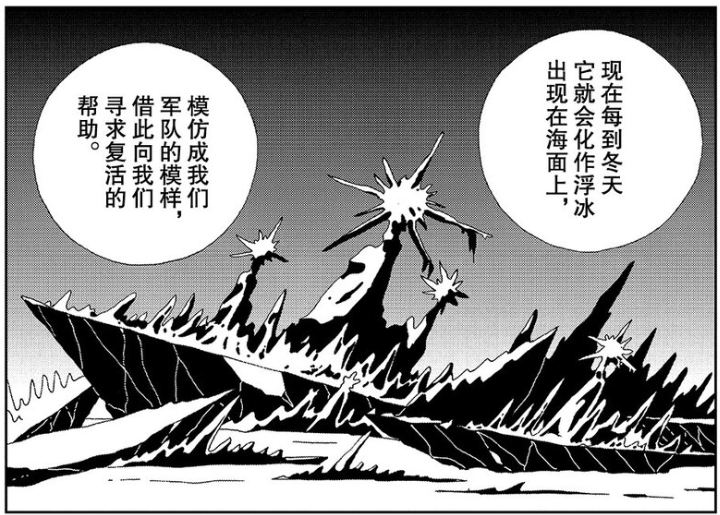 现在每到冬天
它就会化作浮冰
出现在海面上，
模仿成我们
军队的模样，
借此向我们
寻求复活的
帮助。